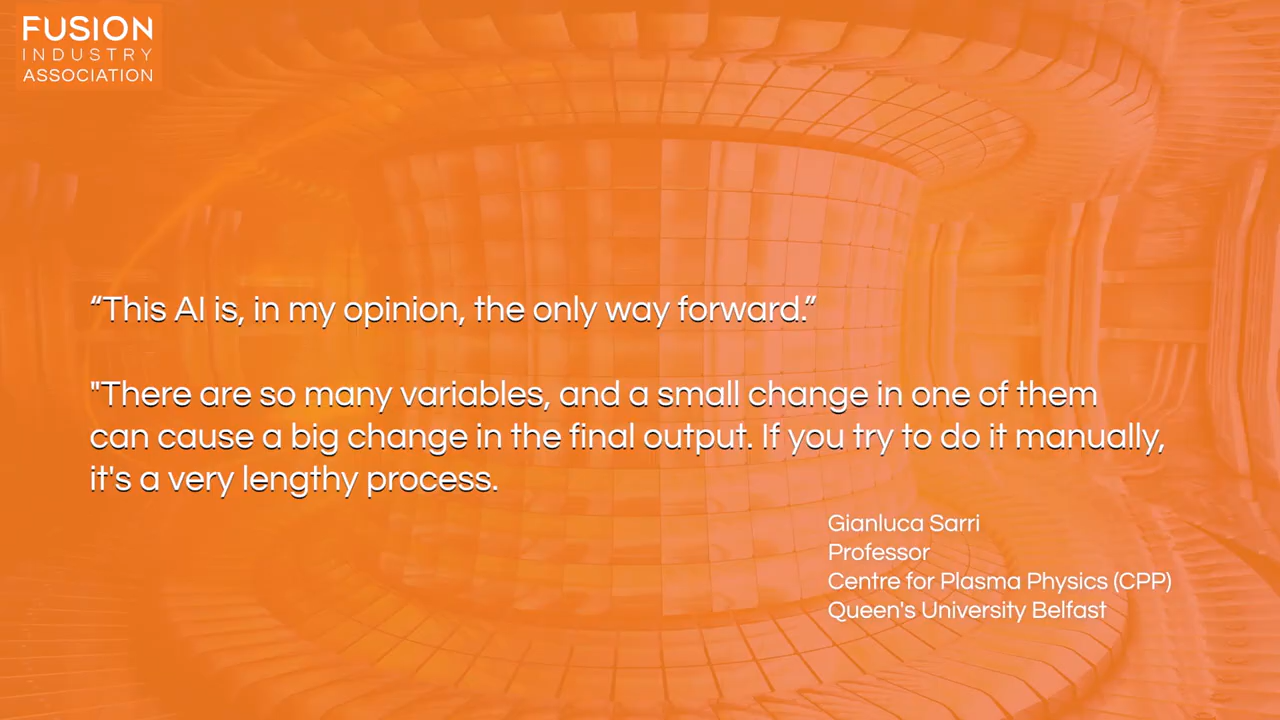 FUSION
INDUSTRY
ASSOCIATION
“This AI is, in my opinion, the only way forward.”
"There are so many variables, and a small change in one of them
can cause a big change in the final output. If you try to do it manually,
it's a very lengthy process.
Gianluca Sarri
Professor
Centre for Plasma Physics (CPP)
Queen's University Belfast